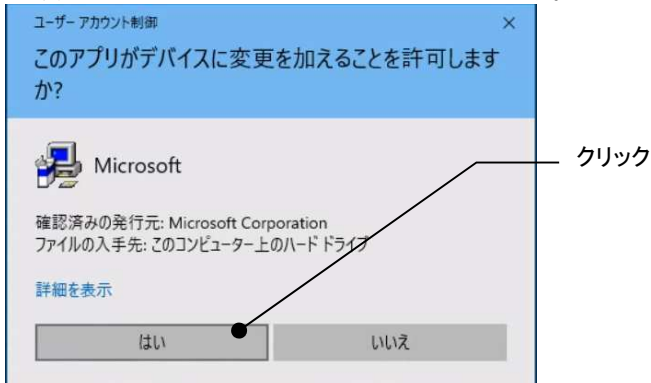 ユーザー アカウント制御
×
このアプリがデバイスに変更を加えることを許可します
か?
Microsoft
クリック
確認済みの発行元: Microsoft Corporation
ファイルの入手先: このコンピューター上のハード ドライブ
詳細を表示
はい
いいえ